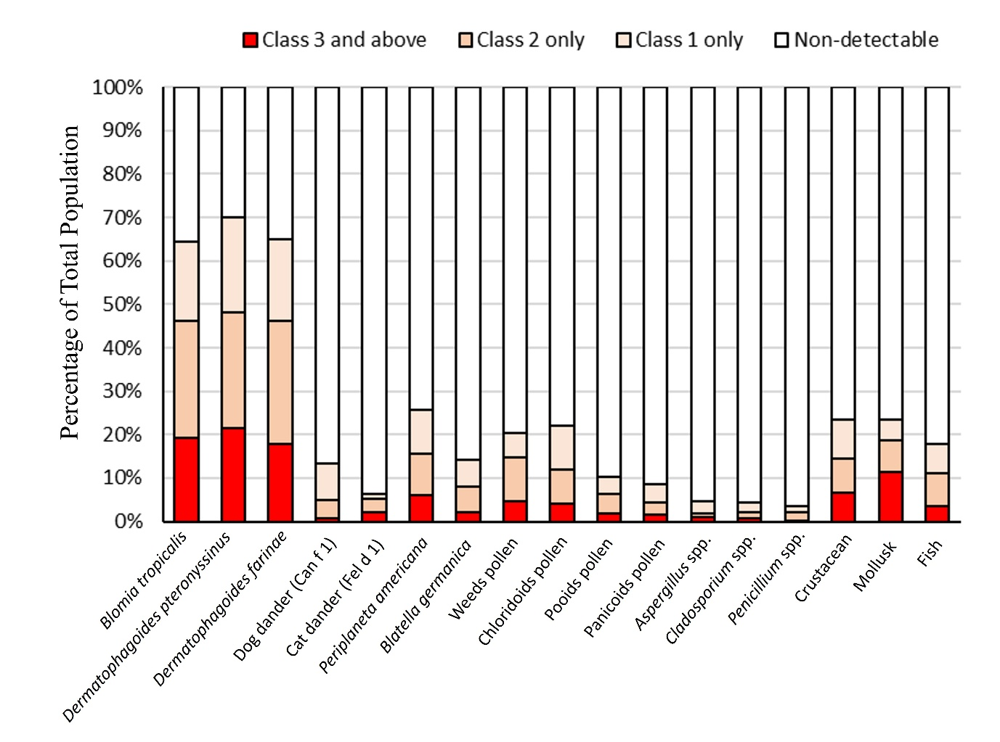 Class 3 and above Class 2 only Class 1 only Non-detectable
Percentage of Total Population
100%
90%
80%
70%
60%
50%
40%
30%
20%
10%
0%
Blomia tropicalis
Dermatophagoides pteronyssinus
Dermatophagoides farinae
Dog dander (Can f 1)
Cat dander (Fel d 1)
Periplaneta americana
Blatella germanica
Weeds pollen
Chloridoids pollen
Pooids pollen
Panicoids pollen
Aspergillus spp.
Cladosporium spp.
Penicillium spp.
Crustacean
Mollusk
Fish